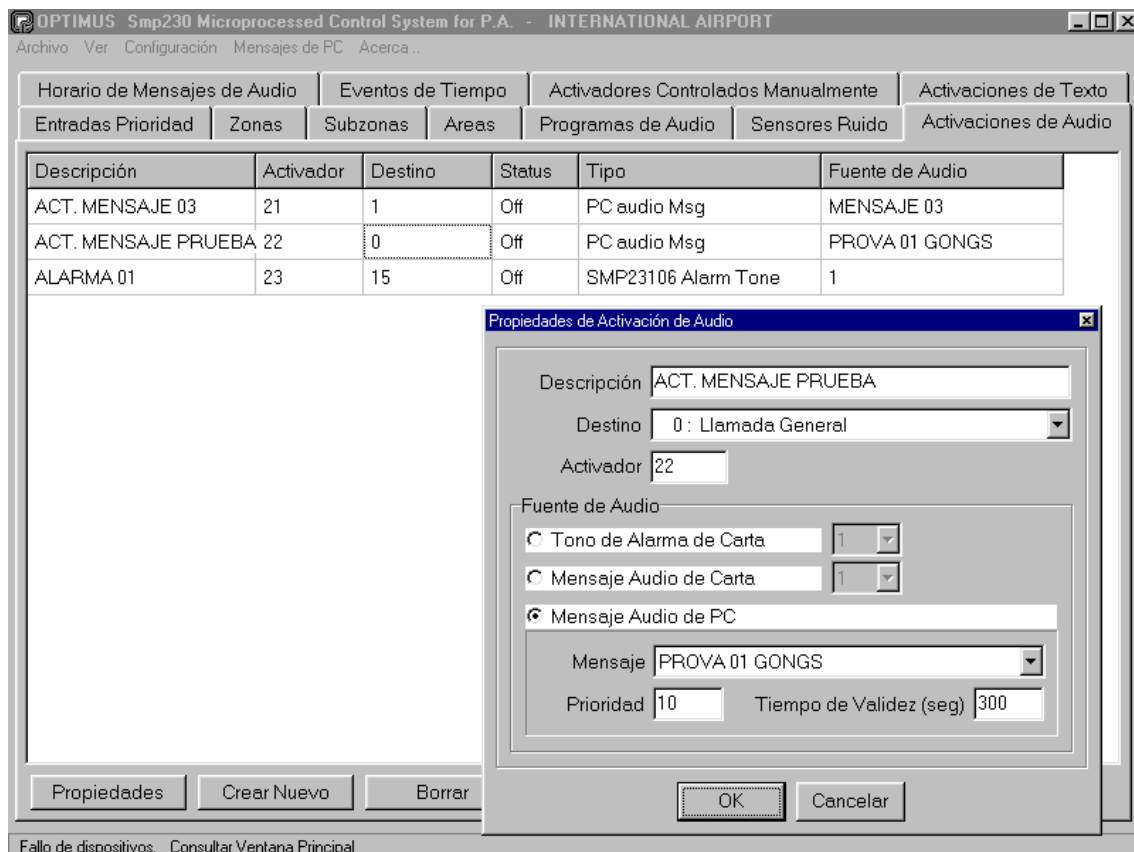 OPTIMUS Smp230 Microprocessed Control System for P.A. - INTERNATIONAL AIRPORT
Archivo Ver Configuración Mensajes de PC Acerca ..
Horario de Mensajes de Audio Eventos de Tiempo Activadores Controlados Manualmente Activaciones de Texto
Entradas Prioridad Zonas Subzonas Areas Programas de Audio Sensores Ruido Activaciones de Audio
Descripción Activador Destino Status Tipo Fuente de Audio
ACT. MENSAJE 03 21 1 Off PC audio Msg MENSAJE 03
ACT. MENSAJE PRUEBA 22 0 Off PC audio Msg PROVA 01 GONGS
ALARMA 01 23 15 Off SMP23106 Alarm Tone 1
Propiedades de Activación de Audio
Descripción ACT. MENSAJE PRUEBA
Destino 0 : Llamada General
Activador 22
Fuente de Audio
Tono de Alarma de Carta 1
Mensaje Audio de Carta 1
Mensaje Audio de PC
Mensaje PROVA 01 GONGS
Prioridad 10 Tiempo de Validez (seg) 300
OK Cancelar
Propiedades Crear Nuevo Borrar
Fallo de dispositivos. Consultar Ventana Principal